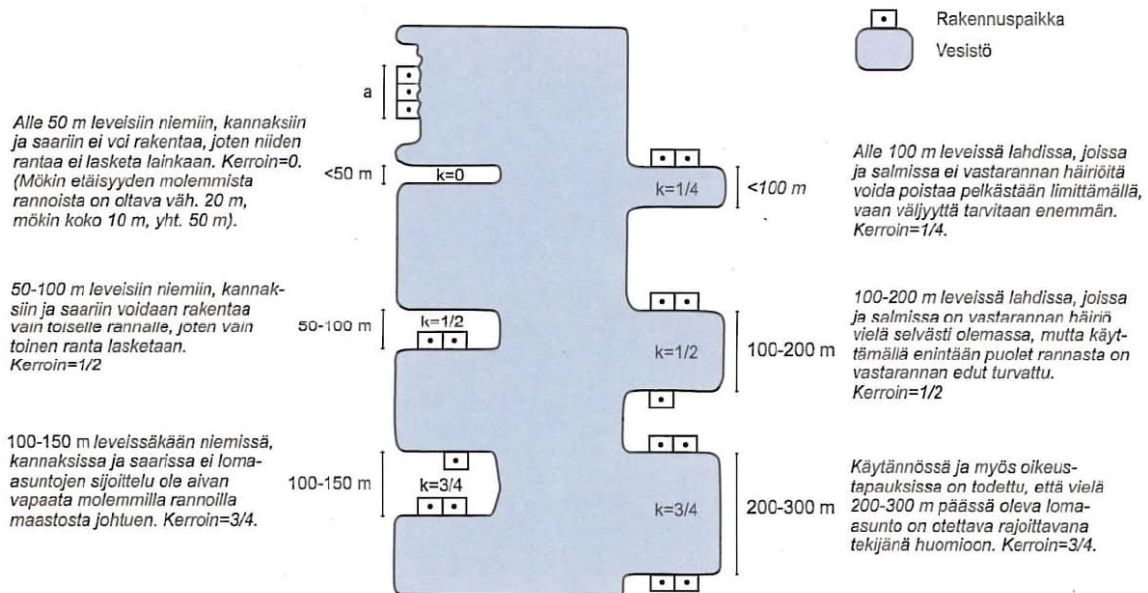 Rakennuspaikka
Vesistö
a
Alle 50 m leveisiin niemiin, kannaksiin
ja saariin ei voi rakentaa, joten niiden
rantaa ei lasketa lainkaan. Kerroin=0.
(Mökin etäisyyden molemmista
rannoista on oltava väh. 20 m,
mökin koko 10 m, yht. 50 m).
<50 m
k=0
k=1/4
<100 m
Alle 100 m leveissä lahdissa, joissa
ja salmissa ei vastarannan häiriöitä
voida poistaa pelkästään limittämällä,
vaan väljyyttä tarvitaan enemmän.
Kerroin=1/4.
50-100 m leveisiin niemiin, kannak-
siin ja saariin voidaan rakentaa
vain toiselle rannalle, joten vain
toinen ranta lasketaan.
Kerroin=1/2
50-100 m
k=1/2
k=1/2
100-200 m
100-200 m leveissä lahdissa, joissa
ja salmissa on vastarannan häiriö
vielä selvästi olemassa, mutta käyt-
tämällä enintään puolet rannasta on
vastarannan edut turvattu.
Kerroin=1/2
100-150 m leveissäkään niemissä,
kannaksissa ja saarissa ei loma-
asuntojen sijoittelu ole aivan
vapaata molemmilla rannoilla
maastosta johtuen. Kerroin=3/4.
100-150 m
k=3/4
k=3/4
200-300 m
Käytännössä ja myös oikeus-
tapauksissa on todettu, että vielä
200-300 m päässä oleva loma-
asunto on otettava rajoittavana
tekijänä huomioon. Kerroin=3/4.